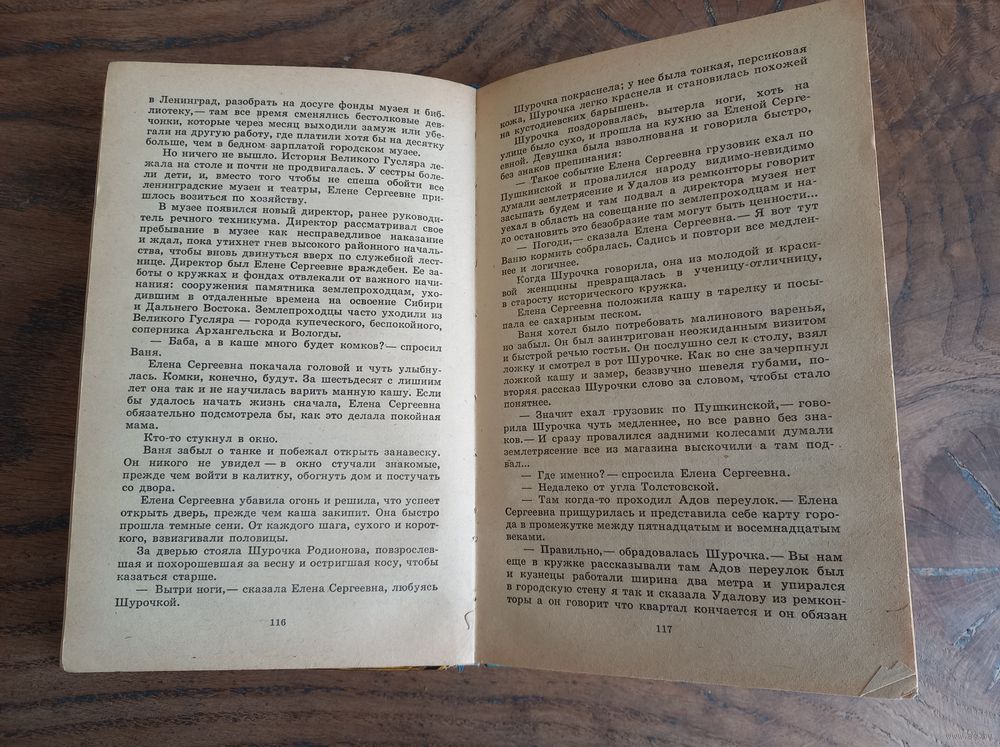 в Ленинград, разобрать на досуге фонды музея и биб-
лиотеку,— там все время сменялись бестолковые дев-
чонки, которые через месяц выходили замуж или убе-
гали на другую работу, где платили хотя бы на десятку
больше, чем в бедном зарплатой городском музее.
Но ничего не вышло. История Великого Гусляра ле-
жала на столе и почти не продвигалась. У сестры боле-
ли дети, и, вместо того чтобы не спеша обойти все
ленинградские музеи и театры, Елене Сергеевне при-
шлось возиться по хозяйству.
В музее появился новый директор, ранее руководи-
тель речного техникума. Директор рассматривал свое
пребывание в музее как несправедливое наказание
и ждал, пока утихнет гнев высокого районного началь-
ства, чтобы вновь двинуться вверх по служебной лест-
нице. Директор был Елене Сергеевне враждебен. Ее за-
боты о кружках и фондах отвлекали от важного начи-
нания: сооружения памятника землепроходцам, ухо-
дившим в отдаленные времена на освоение Сибири
и Дальнего Востока. Землепроходцы часто уходили из
Великого Гусляра — города купеческого, беспокойного,
соперника Архангельска и Вологды.
— Баба, а в каше много будет комков?— спросил
Ваня.
Елена Сергеевна покачала головой и чуть улыбну-
лась. Комки, конечно, будут. За шестьдесят с лишним
лет она так и не научилась варить манную кашу. Если
бы удалось начать жизнь сначала, Елена Сергеевна
обязательно подсмотрела бы, как это делала покойная
мама.
Кто-то стукнул в окно.
Ваня забыл о танке и побежал открыть занавеску.
Он никого не увидел — в окно стучали знакомые,
прежде чем войти в калитку, обогнуть дом и постучать
со двора.
Елена Сергеевна убавила огонь и решила, что успеет
открыть дверь, прежде чем каша закипит. Она быстро
прошла темные сени. От каждого шага, сухого и корот-
кого, взвизгивали половицы.
За дверью стояла Шурочка Родионова, повзрослев-
шая и похорошевшая за весну и остригшая косу, чтобы
казаться старше.
— Вытри ноги,— сказала Елена Сергеевна, любуясь
Шурочкой.
116
Шурочка покраснела; у нее была тонкая, персиковая
кожа, Шурочка легко краснела и становилась похожей
на кустодиевских барышень.
Шурочка поздоровалась, вытерла ноги, хоть на
улице было сухо, и прошла на кухню за Еленой Серге-
евной. Девушка была взволнована и говорила быстро,
без знаков препинания:
— Такое событие Елена Сергеевна грузовик ехал по
Пушкинской и провалился народу видимо-невидимо
думали землетрясение и Удалов из ремконторы говорит
засыпать будем и там подвал а директора музея нет
уехал в область на совещание по землепроходцам и на-
до остановить это безобразие там могут быть ценности...
— Погоди,— сказала Елена Сергеевна.— Я вот тут
Ваню кормить собралась. Садись и повтори все медлен-
нее и логичнее.
Когда Шурочка говорила, она из молодой и краси-
вой женщины превращалась в ученицу-отличницу,
в старосту исторического кружка.
Елена Сергеевна положила кашу в тарелку и посы-
пала ее сахарным песком.
Ваня хотел было потребовать малинового варенья,
но забыл. Он был заинтригован неожиданным визитом
и быстрой речью гостьи. Он послушно сел к столу, взял
ложку и смотрел в рот Шурочке. Как во сне зачерпнул
ложкой кашу и замер, беззвучно шевеля губами, по-
вторяя рассказ Шурочки слово за словом, чтобы стало
понятнее.
— Значит ехал грузовик по Пушкинской,— гово-
рила Шурочка чуть медленнее, но все равно без зна-
ков.— И сразу провалился задними колесами думали
землетрясение все из магазина выскочили а там под-
вал...
— Где именно?— спросила Елена Сергеевна.
— Недалеко от угла Толстовской.
— Там когда-то проходил Адов переулок.— Елена
Сергеевна прищурилась и представила себе карту горо-
да в промежутке между пятнадцатым и восемнадцатым
веками.
— Правильно,— обрадовалась Шурочка.— Вы нам
еще в кружке рассказывали там Адов переулок был
и кузнецы работали ширина два метра и упирался
в городскую стену я так и сказала Удалову из ремкон-
торы а он говорит что квартал кончается и он обязан
117